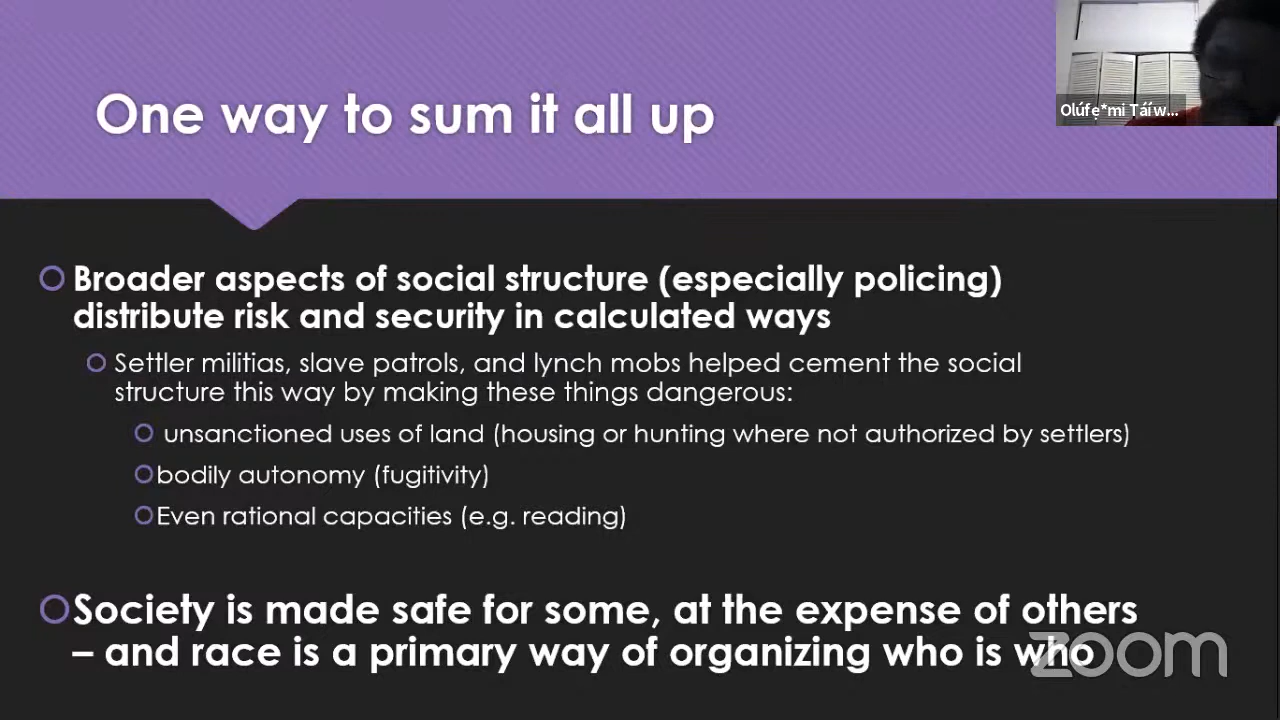 One way to sum it all up
Olúfẹ*mi Táíw...
Broader aspects of social structure (especially policing)
distribute risk and security in calculated ways
Settler militias, slave patrols, and lynch mobs helped cement the social
structure this way by making these things dangerous:
unsanctioned uses of land (housing or hunting where not authorized by settlers)
bodily autonomy (fugitivity)
Even rational capacities (e.g. reading)
Society is made safe for some, at the expense of others
– and race is a primary way of organizing who is who
zoom